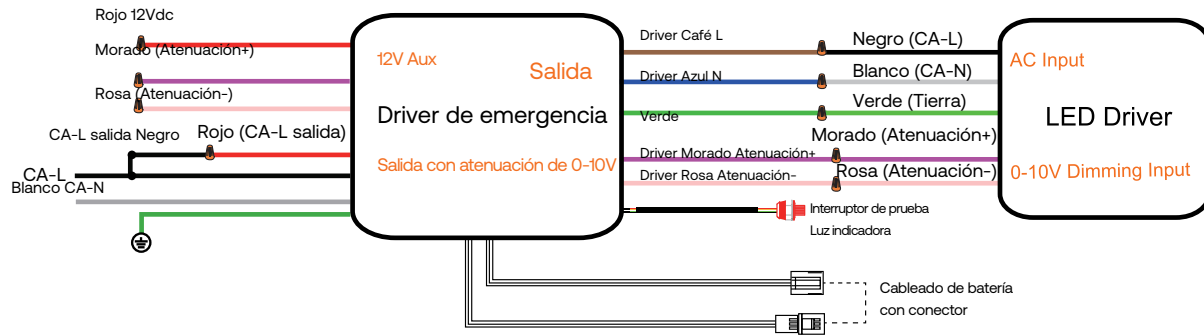 Rojo 12Vdc
Morado (Atenuación+)
Rosa (Atenuación-)
CA-L salida Negro
Rojo (CA-L salida)
CA-L
Blanco CA-N
12V Aux
Salida
Driver de emergencia
Salida con atenuación de 0-10V
Driver Café L
Driver Azul N
Verde
Driver Morado Atenuación+
Driver Rosa Atenuación-
Negro (CA-L)
Blanco (CA-N)
Verde (Tierra)
Morado (Atenuación+)
Rosa (Atenuación-)
AC Input
LED Driver
0-10V Dimming Input
Interruptor de prueba
Luz indicadora
Cableado de batería
con conector